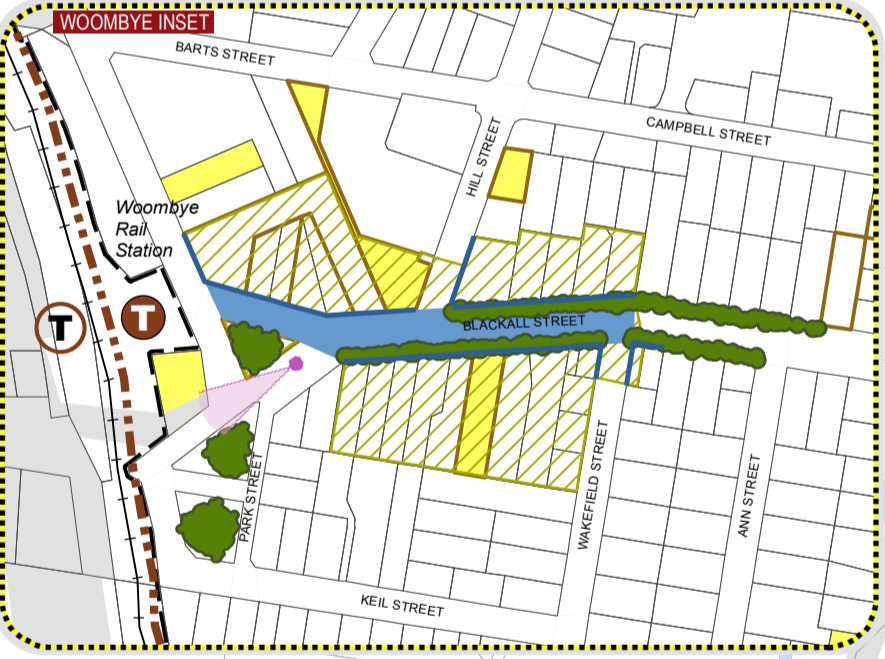 WOOMBYE INSET
BARTS STREET
CAMPBELL STREET
HILL STREET
Woombye
Rail
Station
T
T
BLACKALL STREET
WAKEFIELD STREET
PARK STREET
ANN STREET
KEIL STREET